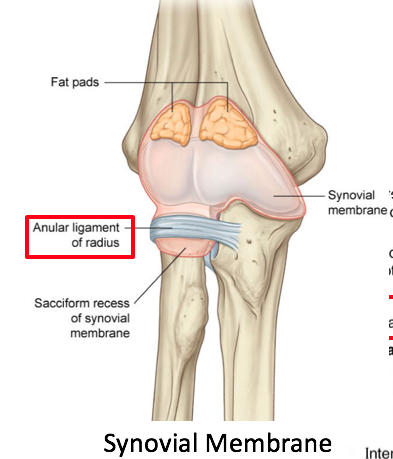 Fat pads
Synovial
membrane
Anular ligament
of radius
Sacciform recess
of synovial
membrane
Synovial Membrane